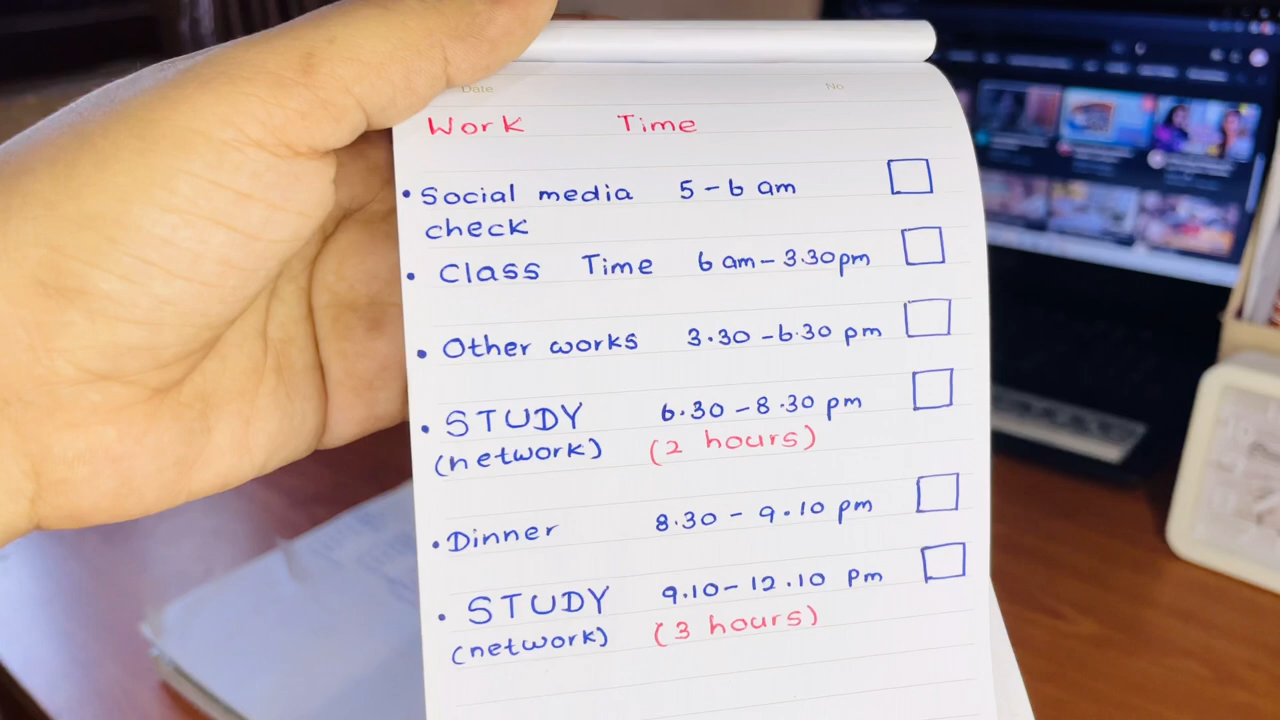 Date No
Work Time
• Social media 5 - 6 am
check
• Class Time 6 am - 3.30pm
• Other works 3.30 - 6.30 pm
• STUDY 6.30 - 8.30 pm
(network) (2 hours)
• Dinner 8.30 - 9.10 pm
• STUDY 9.10 - 12.10 pm
(network) (3 hours)